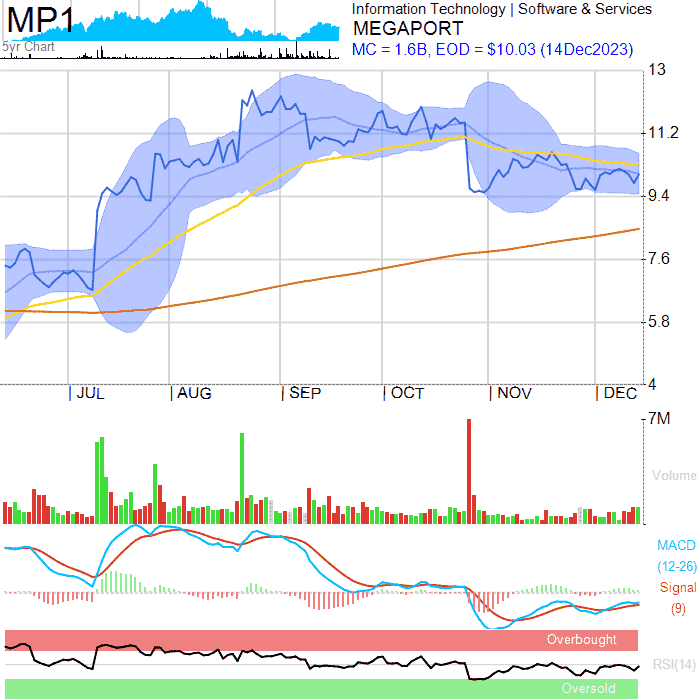 MP1
Information Technology | Software & Services
MEGAPORT
MC = 1.6B, EOD = $10.03 (14Dec2023)
5yr Chart
13
11.2
9.4
7.6
5.8
4
| JUL | AUG | SEP | OCT | NOV | DEC
7M
Volume
MACD
(12-26)
Signal
(9)
Overbought
RSI(14)
Oversold